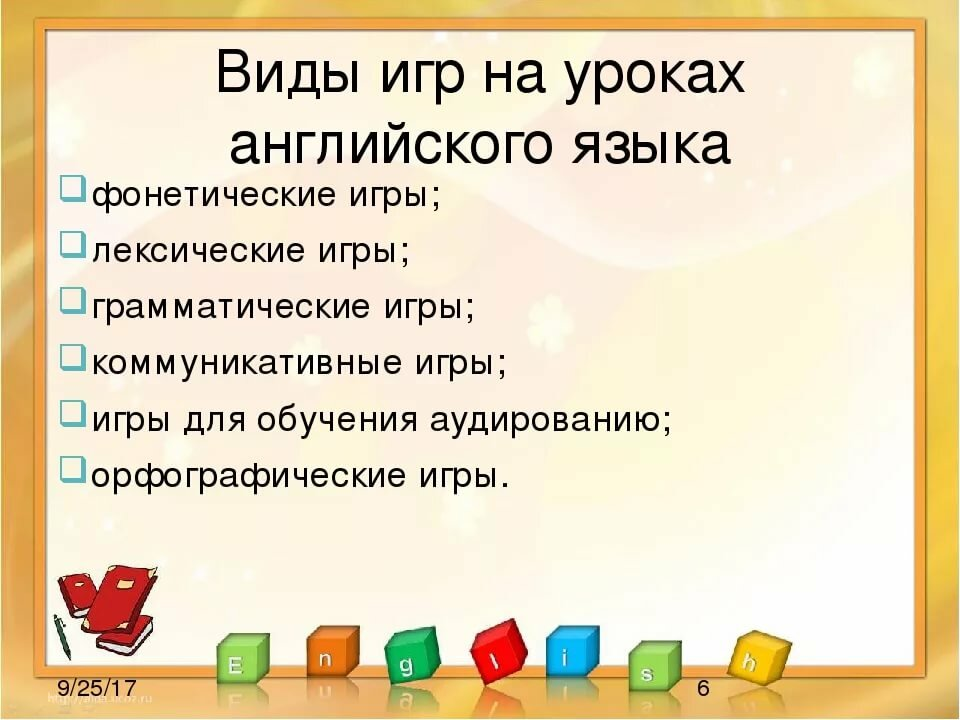 Виды игр на уроках
английского языка
фонетические игры;
лексические игры;
грамматические игры;
коммуникативные игры;
игры для обучения аудированию;
орфографические игры.
E n g l i s h
9/25/17 6